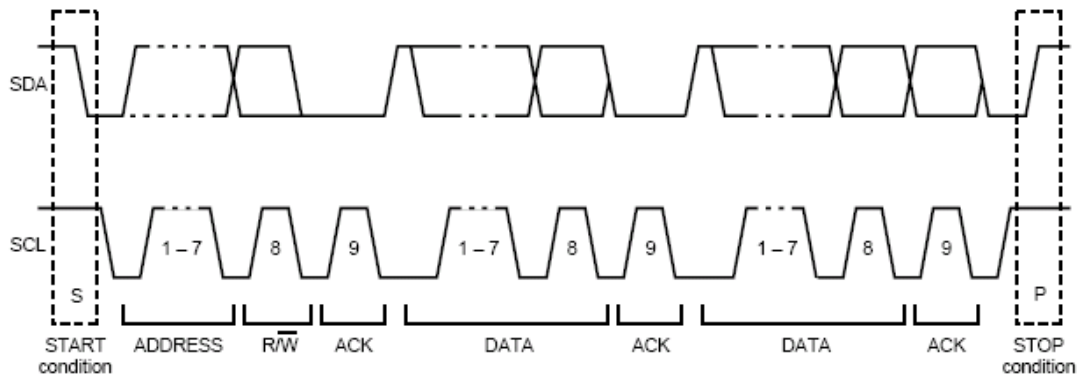 SDA
SCL
1 – 7 8 9 1 – 7 8 9 1 – 7 8 9
S P
START condition ADDRESS R/W̅ ACK DATA ACK DATA ACK STOP condition